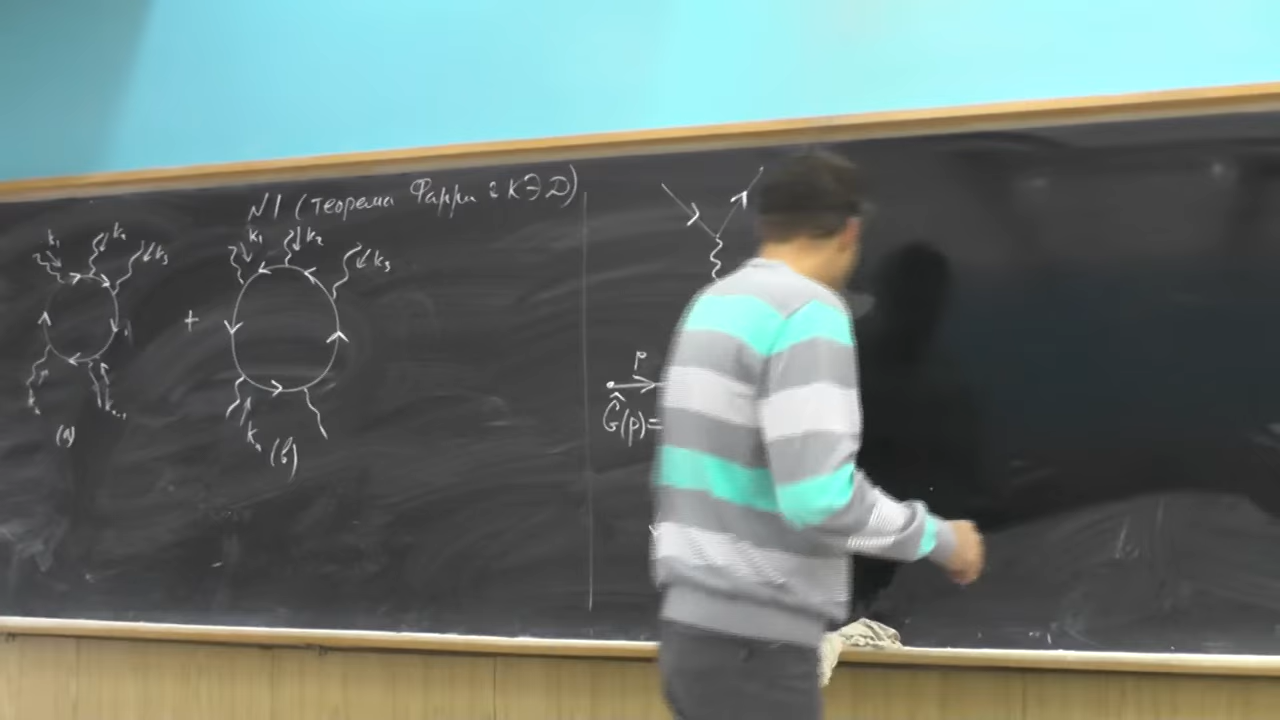 N1 (теорема Фарри в КЭД)
k₁ k₂ k₃
k₁ k₂ k₃
+
p
Ĝ(p)=
kₙ
(a)
(b)